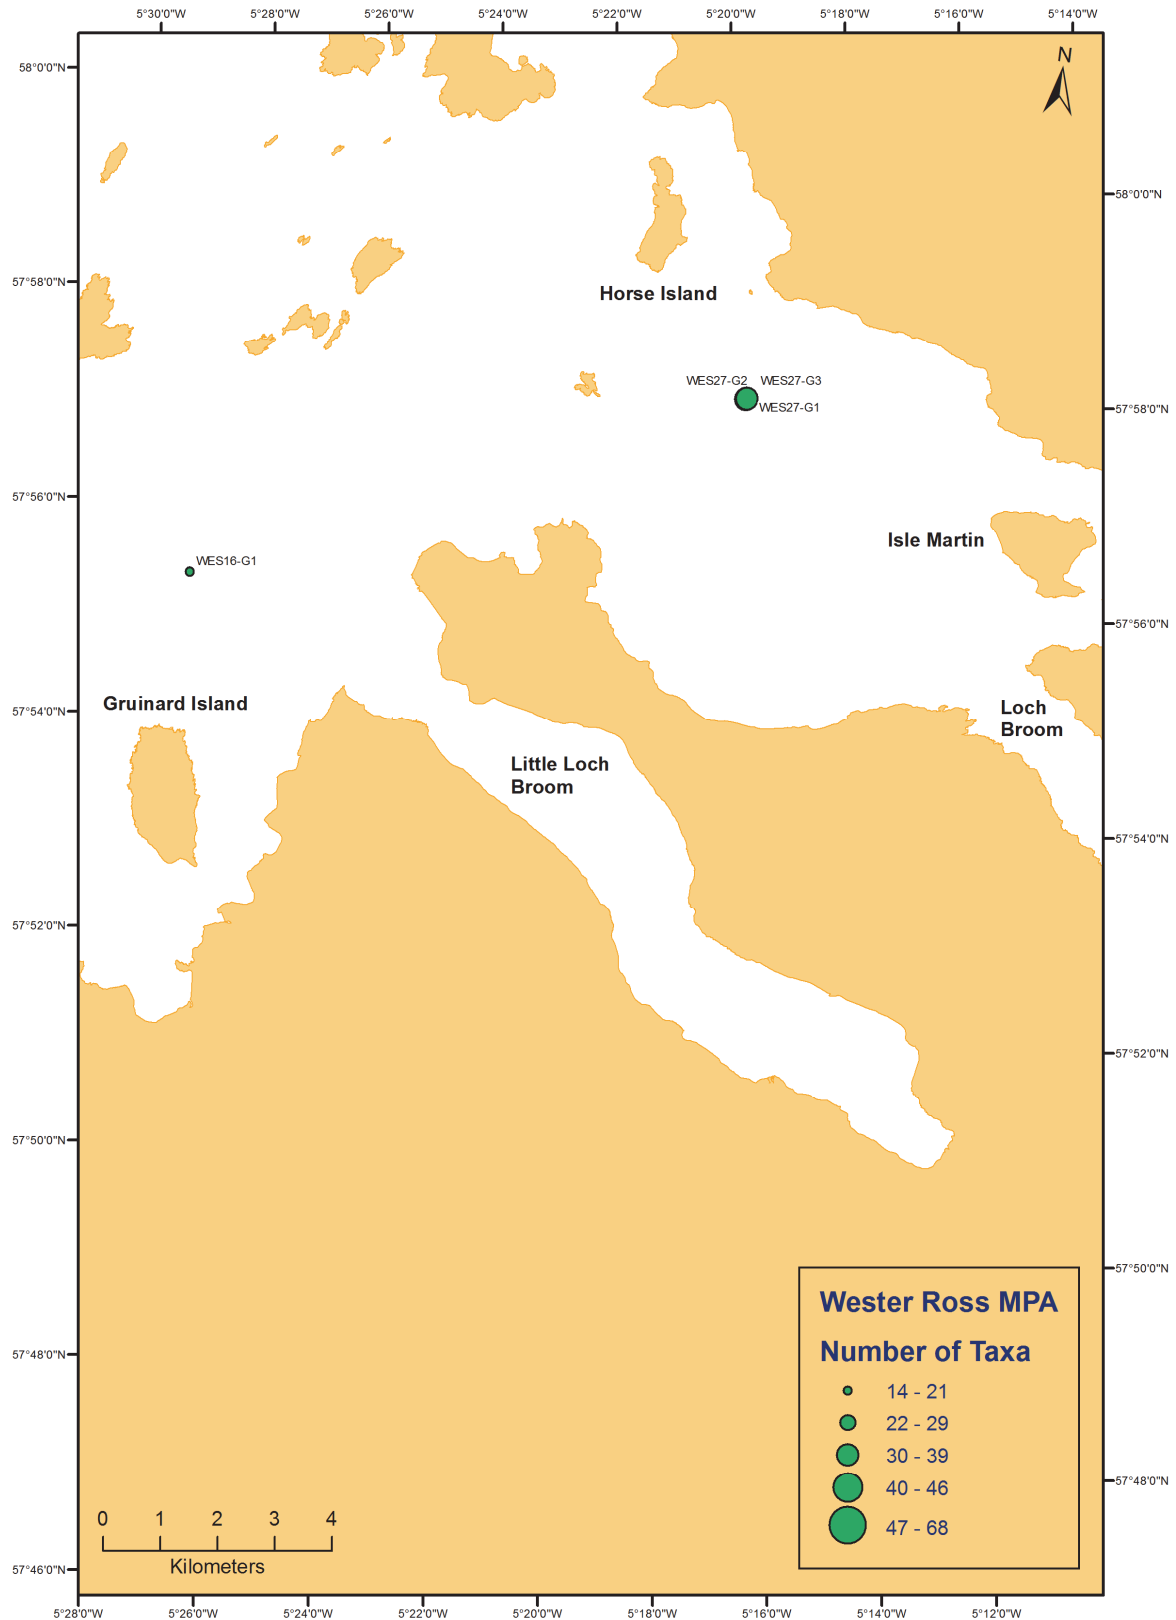 5°30'0"W 5°28'0"W 5°26'0"W 5°24'0"W 5°22'0"W 5°20'0"W 5°18'0"W 5°16'0"W 5°14'0"W
N
58°0'0"N
58°0'0"N
57°58'0"N
Horse Island
WES27-G2 WES27-G3
WES27-G1
57°58'0"N
57°56'0"N
Isle Martin
WES16-G1
57°56'0"N
Gruinard Island
57°54'0"N
Loch
Broom
Little Loch
Broom
57°54'0"N
57°52'0"N
57°52'0"N
57°50'0"N
57°50'0"N
Wester Ross MPA
Number of Taxa
57°48'0"N
14 - 21
22 - 29
30 - 39
40 - 46
47 - 68
57°48'0"N
0 1 2 3 4
Kilometers
57°46'0"N
5°28'0"W 5°26'0"W 5°24'0"W 5°22'0"W 5°20'0"W 5°18'0"W 5°16'0"W 5°14'0"W 5°12'0"W